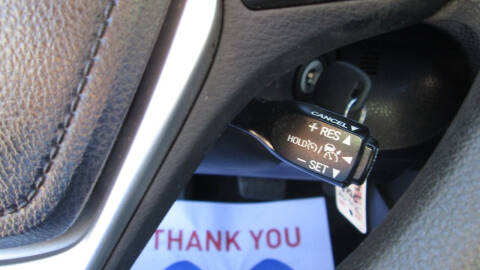 CANCEL
+ RES
HOLD /
− SET
THANK YOU